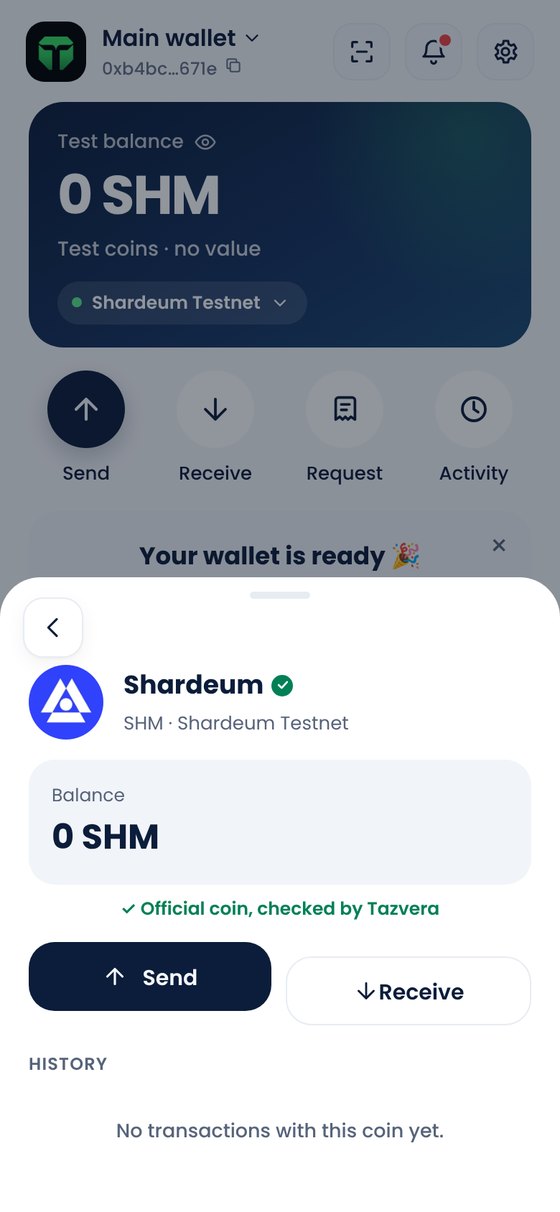 Main wallet
0xb4bc...671e
Test balance
0 SHM
Test coins · no value
Shardeum Testnet
Send
Receive
Request
Activity
Your wallet is ready 🎉
Shardeum
SHM · Shardeum Testnet
Balance
0 SHM
✓ Official coin, checked by Tazvera
Send
Receive
HISTORY
No transactions with this coin yet.